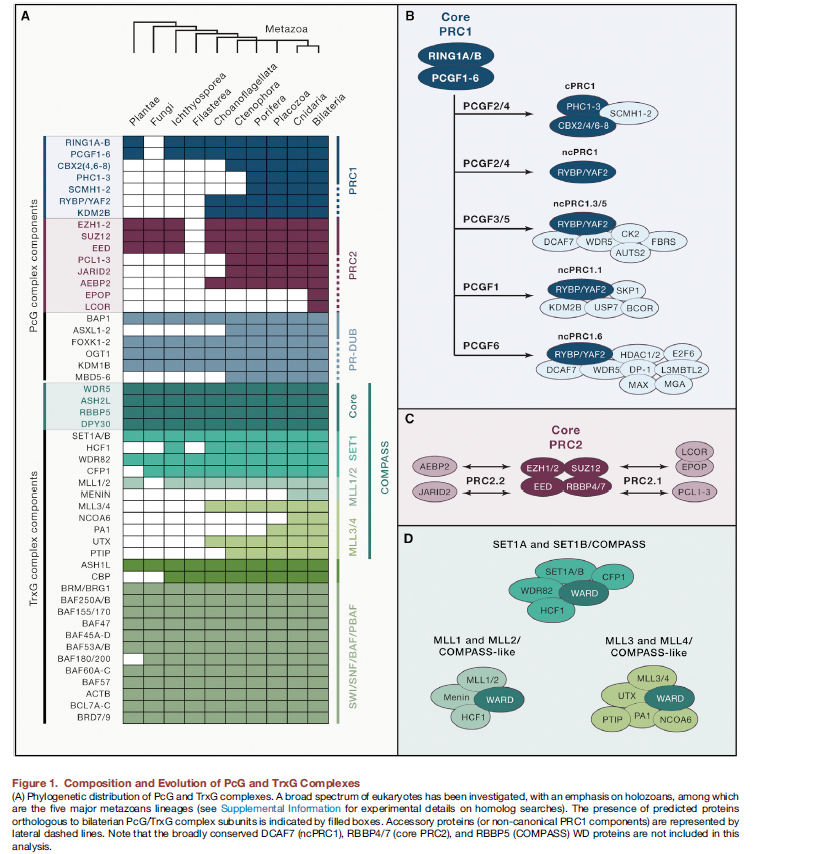 A
Metazoa
Plantae
Fungi
Ichthyosporea
Filasterea
Choanoflagellata
Ctenophora
Porifera
Placozoa
Cnidaria
Bilateria
PcG complex components
RING1A-B
PCGF1-6
CBX2(4,6-8)
PHC1-3
SCMH1-2
RYBP/YAF2
KDM2B
PRC1
EZH1-2
SUZ12
EED
PCL1-3
JARID2
AEBP2
EPOP
LCOR
PRC2
BAP1
ASXL1-2
FOXK1-2
OGT1
KDM1B
MBD5-6
PR-DUB
TrxG complex components
WDR5
ASH2L
RBBP5
DPY30
Core
SET1A/B
HCF1
WDR82
CFP1
SET1
MLL1/2
MENIN
MLL1/2
MLL3/4
NCOA6
PA1
UTX
PTIP
MLL3/4
COMPASS
ASH1L
CBP
BRM/BRG1
BAF250A/B
BAF155/170
BAF47
BAF45A-D
BAF53A/B
BAF180/200
BAF60A-C
BAF57
ACTB
BCL7A-C
BRD7/9
SWI/SNF/BAF/PBAF
B
Core
PRC1
RING1A/B
PCGF1-6
cPRC1
PCGF2/4
PHC1-3
SCMH1-2
CBX2/4/6-8
ncPRC1
PCGF2/4
RYBP/YAF2
ncPRC1.3/5
PCGF3/5
RYBP/YAF2
CK2
DCAF7
WDR5
FBRS
AUTS2
ncPRC1.1
PCGF1
RYBP/YAF2
SKP1
KDM2B
USP7
BCOR
ncPRC1.6
PCGF6
RYBP/YAF2
HDAC1/2
E2F6
DCAF7
WDR5
DP-1
L3MBTL2
MAX
MGA
C
Core
PRC2
AEBP2
JARID2
PRC2.2
EZH1/2
SUZ12
EED
RBBP4/7
PRC2.1
LCOR
EPOP
PCL1-3
D
SET1A and SET1B/COMPASS
SET1A/B
CFP1
WDR82
WARD
HCF1
MLL1 and MLL2/
COMPASS-like
MLL1/2
Menin
WARD
HCF1
MLL3 and MLL4/
COMPASS-like
MLL3/4
UTX
WARD
PTIP
PA1
NCOA6
Figure 1. Composition and Evolution of PcG and TrxG Complexes
(A) Phylogenetic distribution of PcG and TrxG complexes. A broad spectrum of eukaryotes has been investigated, with an emphasis on holozoans, among which
are the five major metazoans lineages (see Supplemental Information for experimental details on homolog searches). The presence of predicted proteins
orthologous to bilaterian PcG/TrxG complex subunits is indicated by filled boxes. Accessory proteins (or non-canonical PRC1 components) are represented by
lateral dashed lines. Note that the broadly conserved DCAF7 (ncPRC1), RBBP4/7 (core PRC2), and RBBP5 (COMPASS) WD proteins are not included in this
analysis.